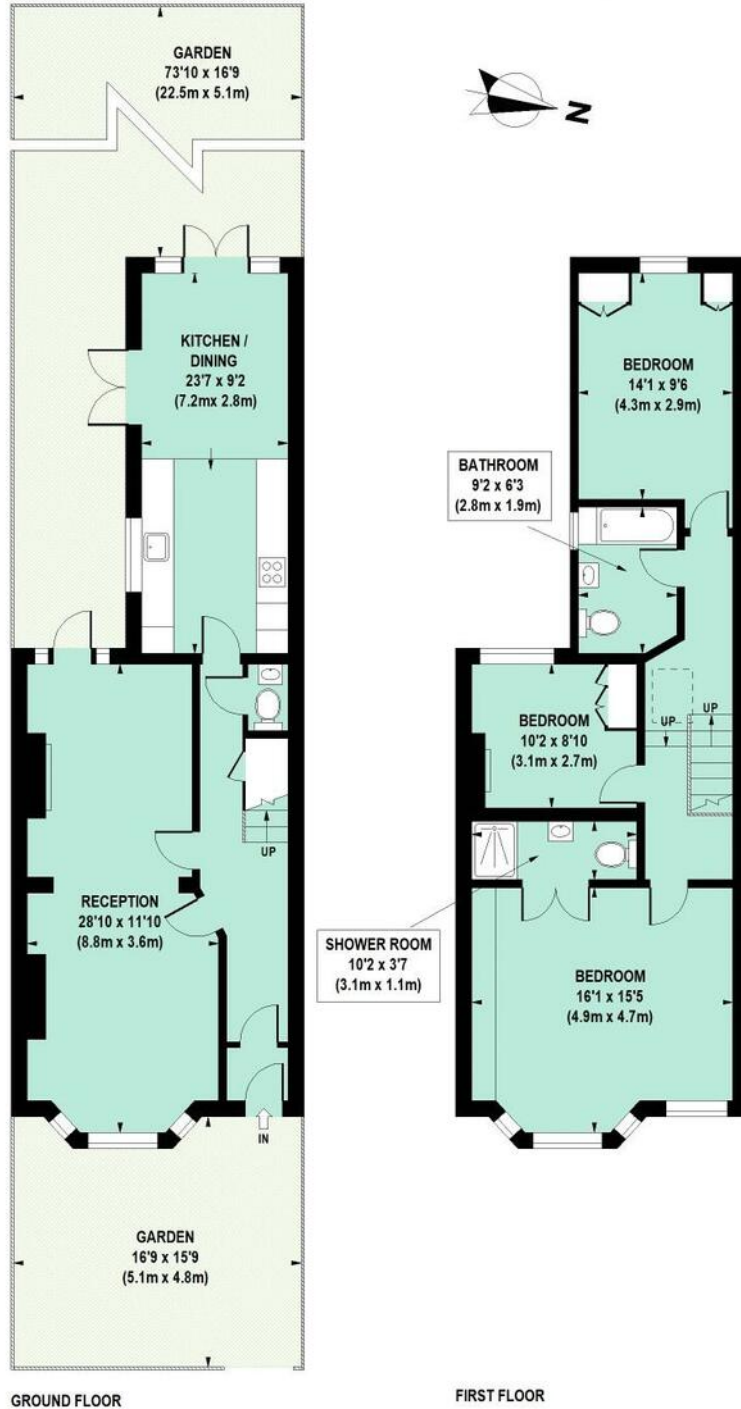 GARDEN
73'10 x 16'9
(22.5m x 5.1m)
N
KITCHEN /
DINING
23'7 x 9'2
(7.2mx 2.8m)
UP
RECEPTION
28'10 x 11'10
(8.8m x 3.6m)
IN
GARDEN
16'9 x 15'9
(5.1m x 4.8m)
GROUND FLOOR
BEDROOM
14'1 x 9'6
(4.3m x 2.9m)
BATHROOM
9'2 x 6'3
(2.8m x 1.9m)
UP
UP
BEDROOM
10'2 x 8'10
(3.1m x 2.7m)
SHOWER ROOM
10'2 x 3'7
(3.1m x 1.1m)
BEDROOM
16'1 x 15'5
(4.9m x 4.7m)
FIRST FLOOR